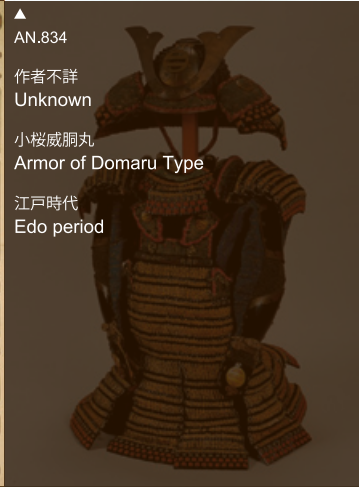 AN.834
作者不詳
Unknown
小桜威胴丸
Armor of Domaru Type
江戸時代
Edo period